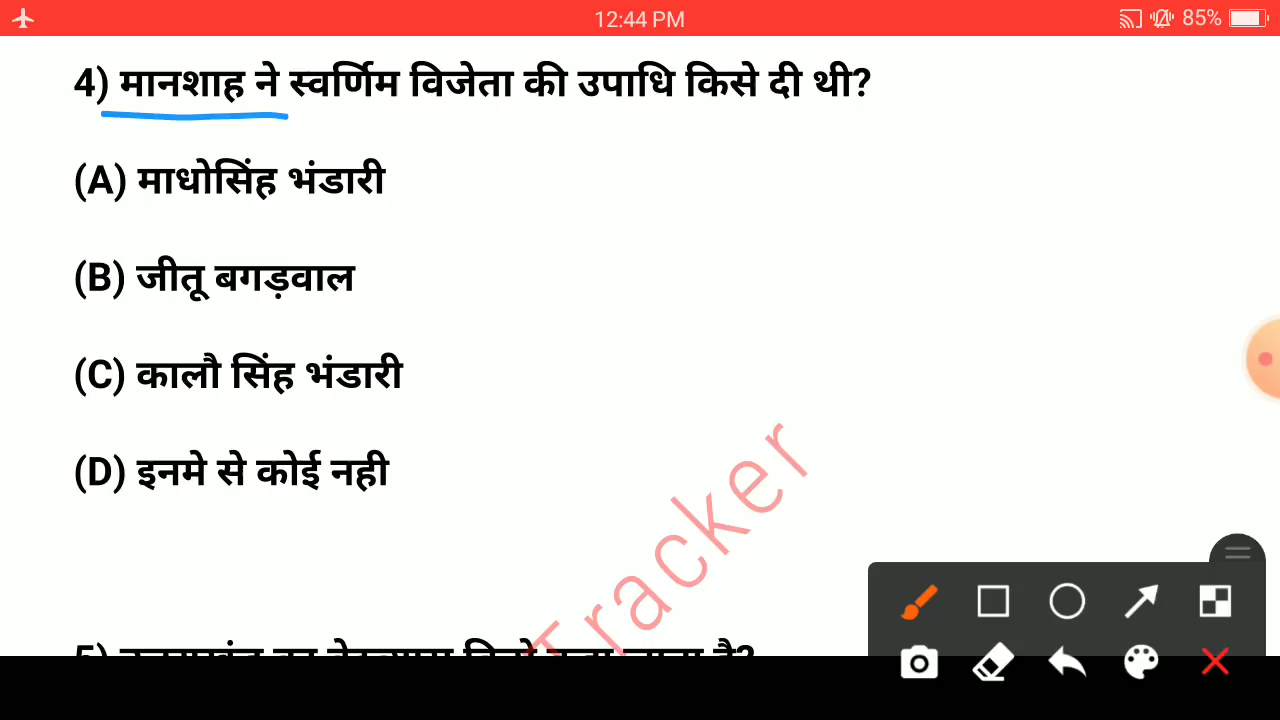 12:44 PM
85%
4) मानशाह ने स्वर्णिम विजेता की उपाधि किसे दी थी?
(A) माधोसिंह भंडारी
(B) जीतू बगड़वाल
(C) कालौ सिंह भंडारी
(D) इनमे से कोई नही
Tracker